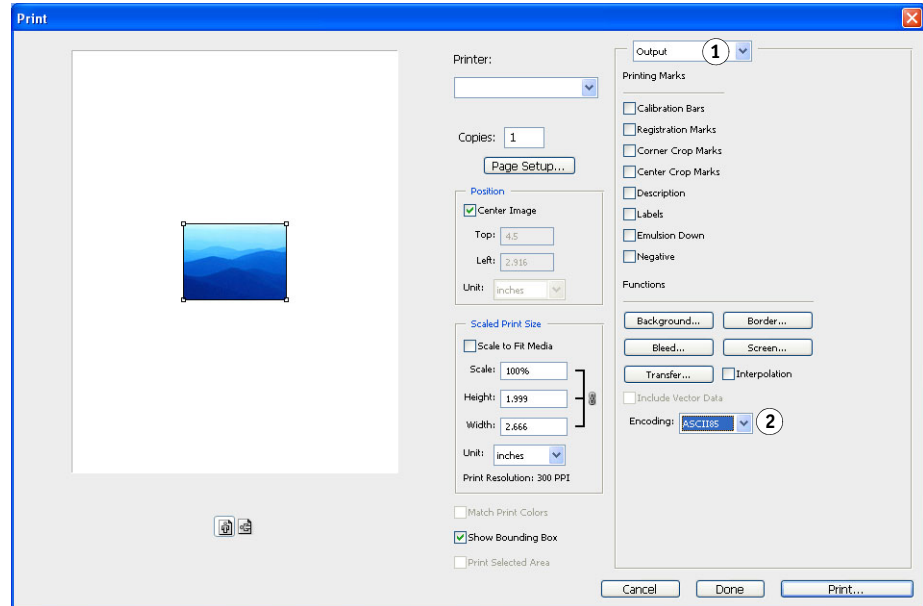 Print
Printer:
Copies: 1
Page Setup...
Position
Center Image
Top: 4.5
Left: 2.916
Unit: inches
Scaled Print Size
Scale to Fit Media
Scale: 100%
Height: 1.999
Width: 2.666
Unit: inches
Print Resolution: 300 PPI
Match Print Colors
Show Bounding Box
Print Selected Area
Output 1
Printing Marks
Calibration Bars
Registration Marks
Corner Crop Marks
Center Crop Marks
Description
Labels
Emulsion Down
Negative
Functions
Background... Border...
Bleed... Screen...
Transfer... Interpolation
Include Vector Data
Encoding: ASCII85 2
Cancel Done Print...